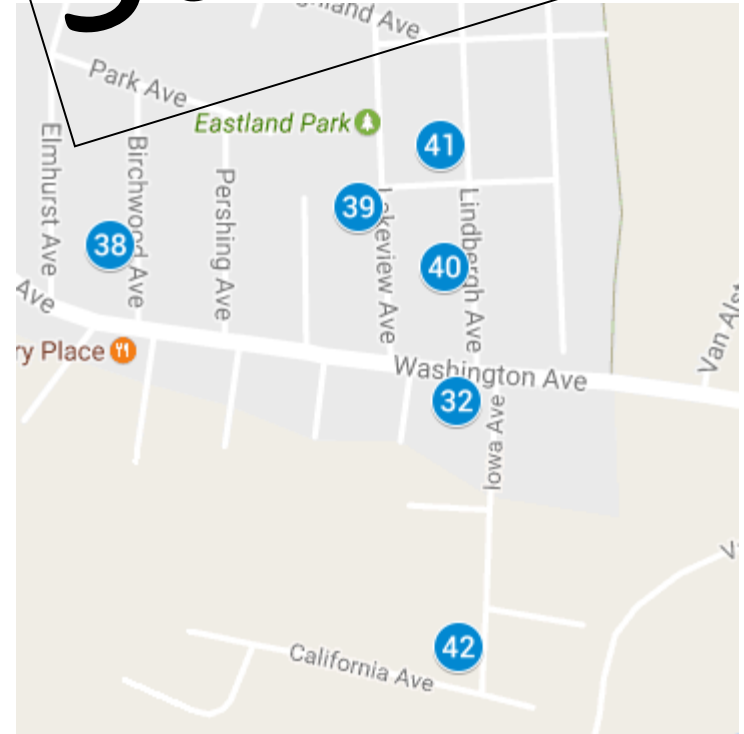 Park Ave
Eastland Park
41
Elmhurst Ave
Birchwood Ave
Pershing Ave
39
Lakeview Ave
Lindbergh Ave
38
40
Ave
Washington Ave
32
Iowa Ave
42
California Ave